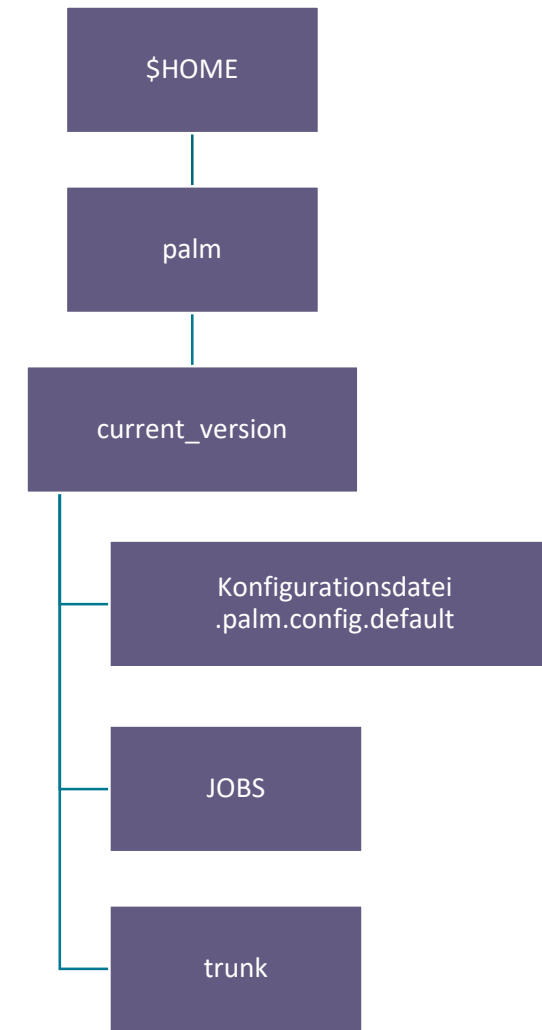 $HOME
palm
current_version
Konfigurationsdatei
.palm.config.default
JOBS
trunk